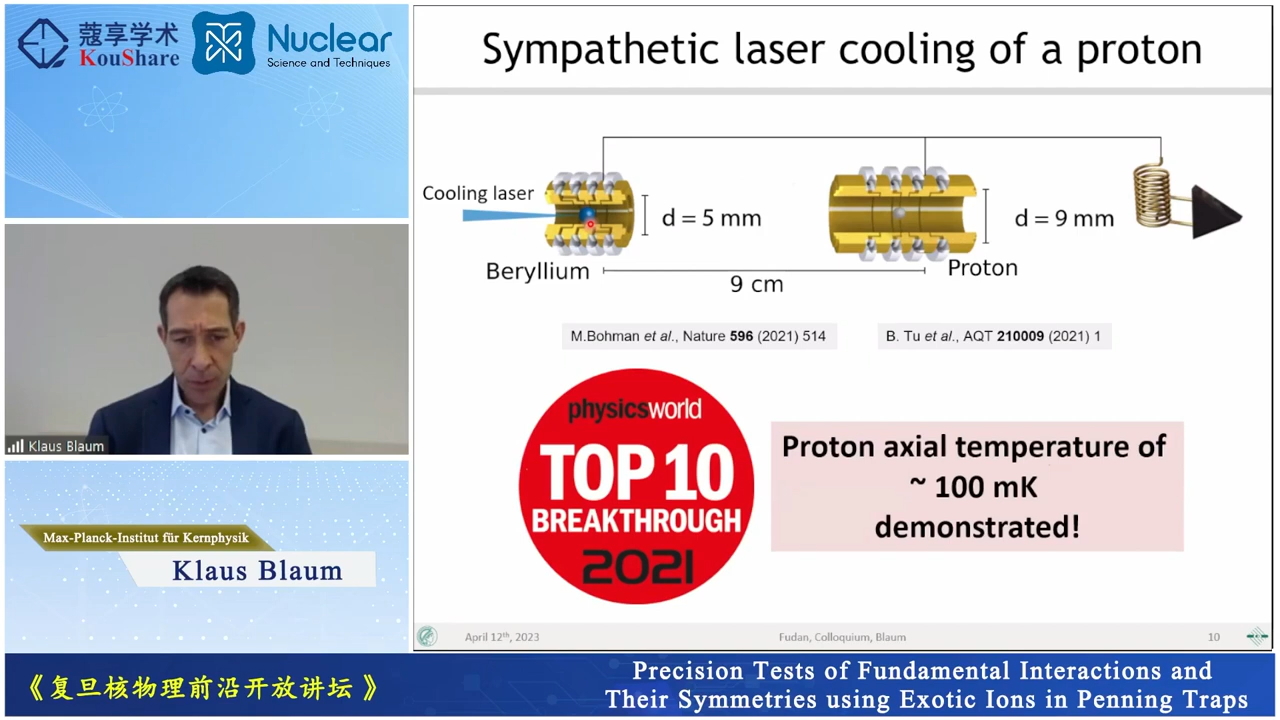 蔻享学术
KouShare
Nuclear
Science and Techniques
Klaus Blaum
Max-Planck-Institut für Kernphysik
Klaus Blaum
Sympathetic laser cooling of a proton
Cooling laser
d = 5 mm
d = 9 mm
Beryllium
Proton
9 cm
M.Bohman et al., Nature 596 (2021) 514
B. Tu et al., AQT 210009 (2021) 1
physicsworld
TOP 10
BREAKTHROUGH
2021
Proton axial temperature of
~ 100 mK
demonstrated!
April 12th, 2023
Fudan, Colloquium, Blaum
10
《复旦核物理前沿开放讲坛》
Precision Tests of Fundamental Interactions and
Their Symmetries using Exotic Ions in Penning Traps